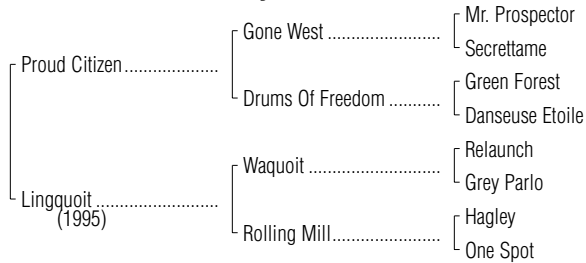 Mr. Prospector
Gone West ............................
Secrettame
Proud Citizen ....................
Green Forest
Drums Of Freedom ...........
Danseuse Etoile
Relaunch
Waquoit ............................
Grey Parlo
Lingquoit ..........................
(1995)
Hagley
Rolling Mill.......................
One Spot